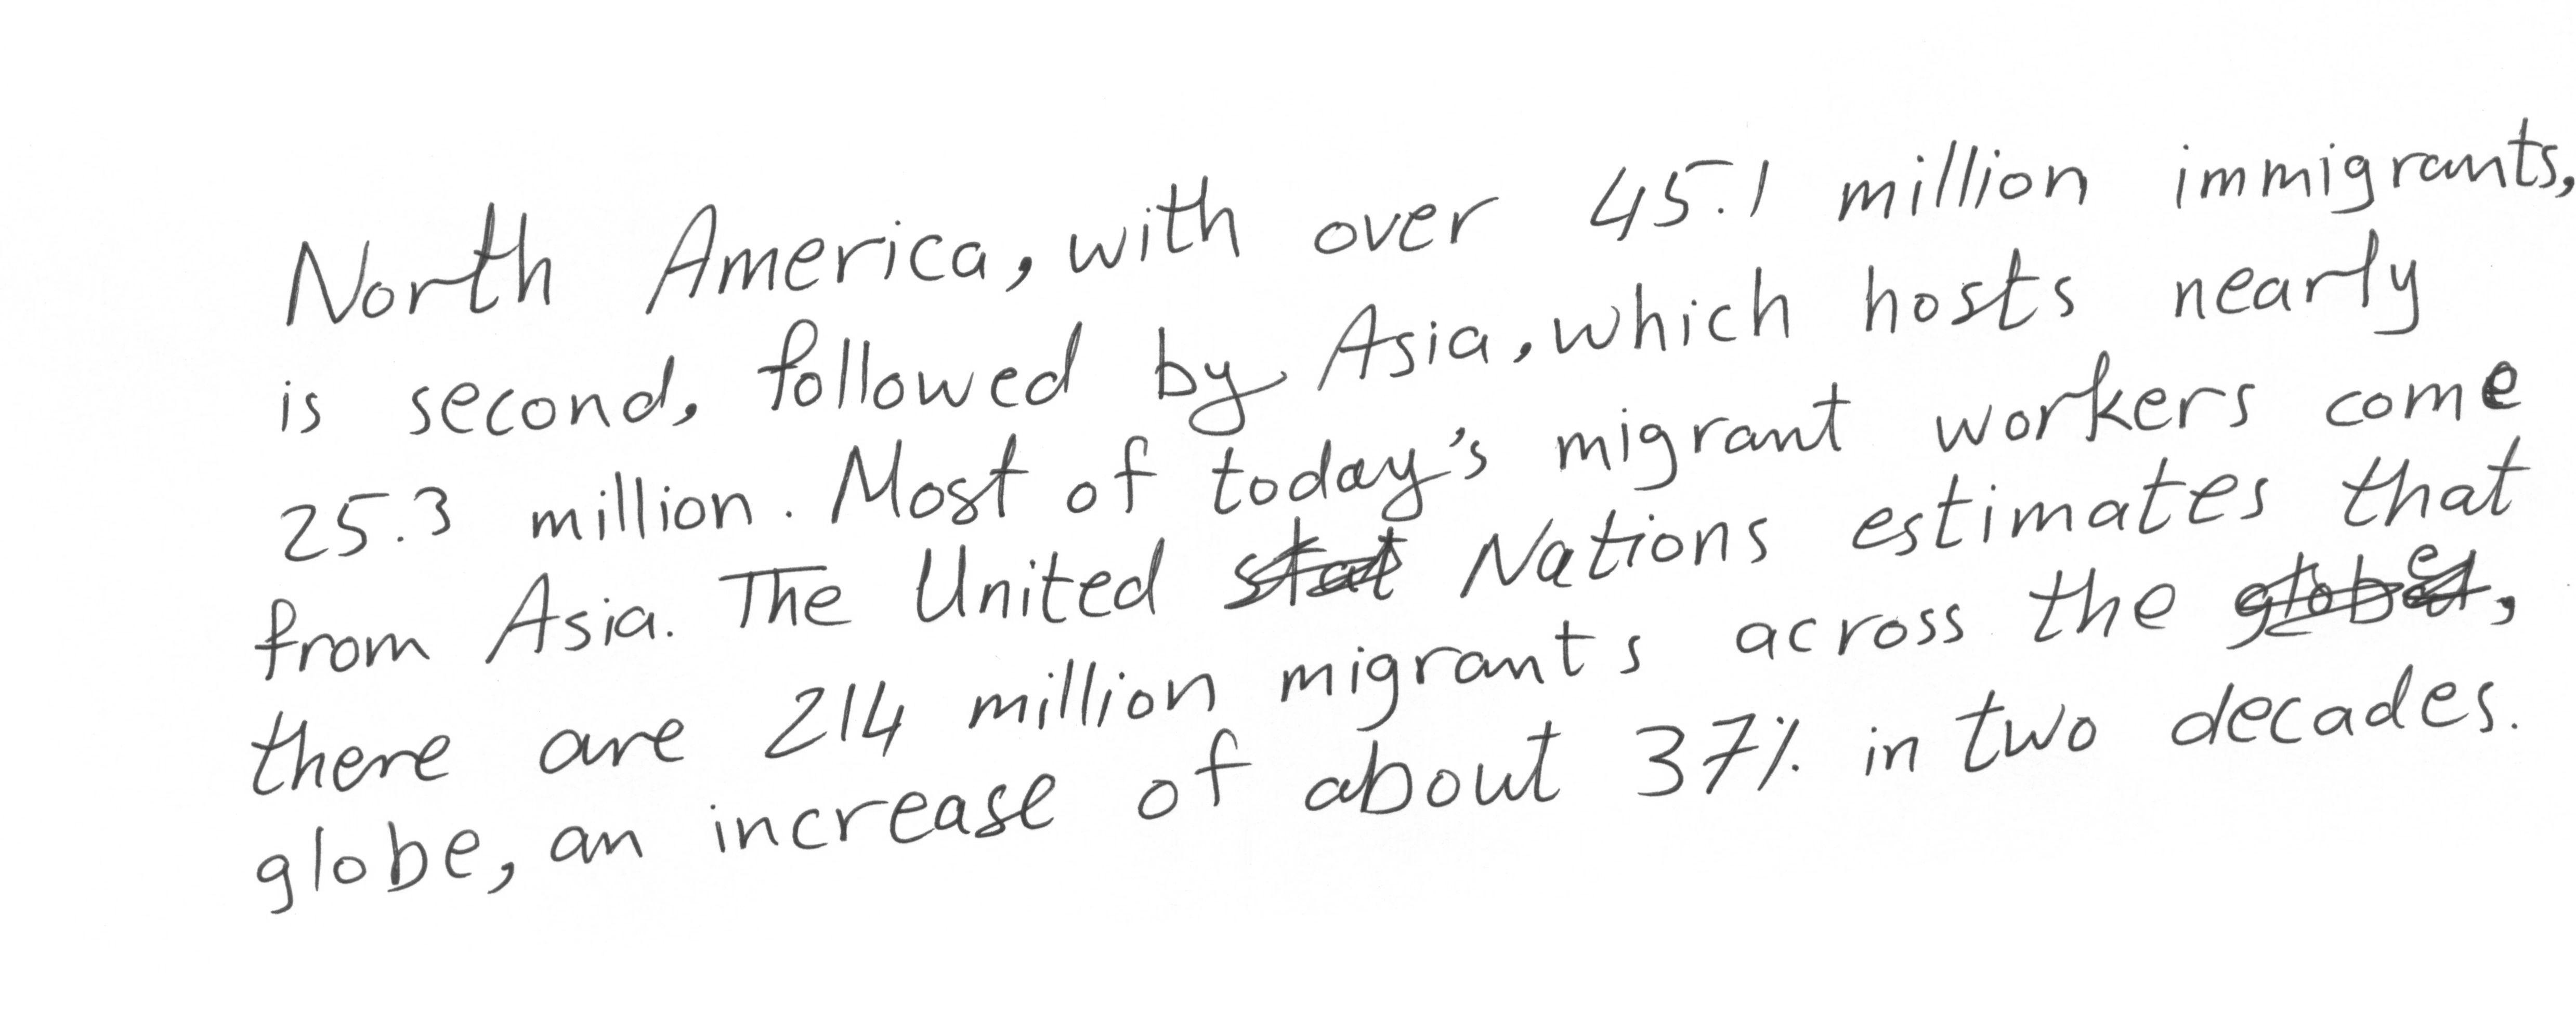 North America, with over 45.1 million immigrants,
is second, followed by Asia, which hosts nearly
25.3 million. Most of today's migrant workers come
from Asia. The United Nations estimates that
there are 214 million migrants across the
globe, an increase of about 37% in two decades.